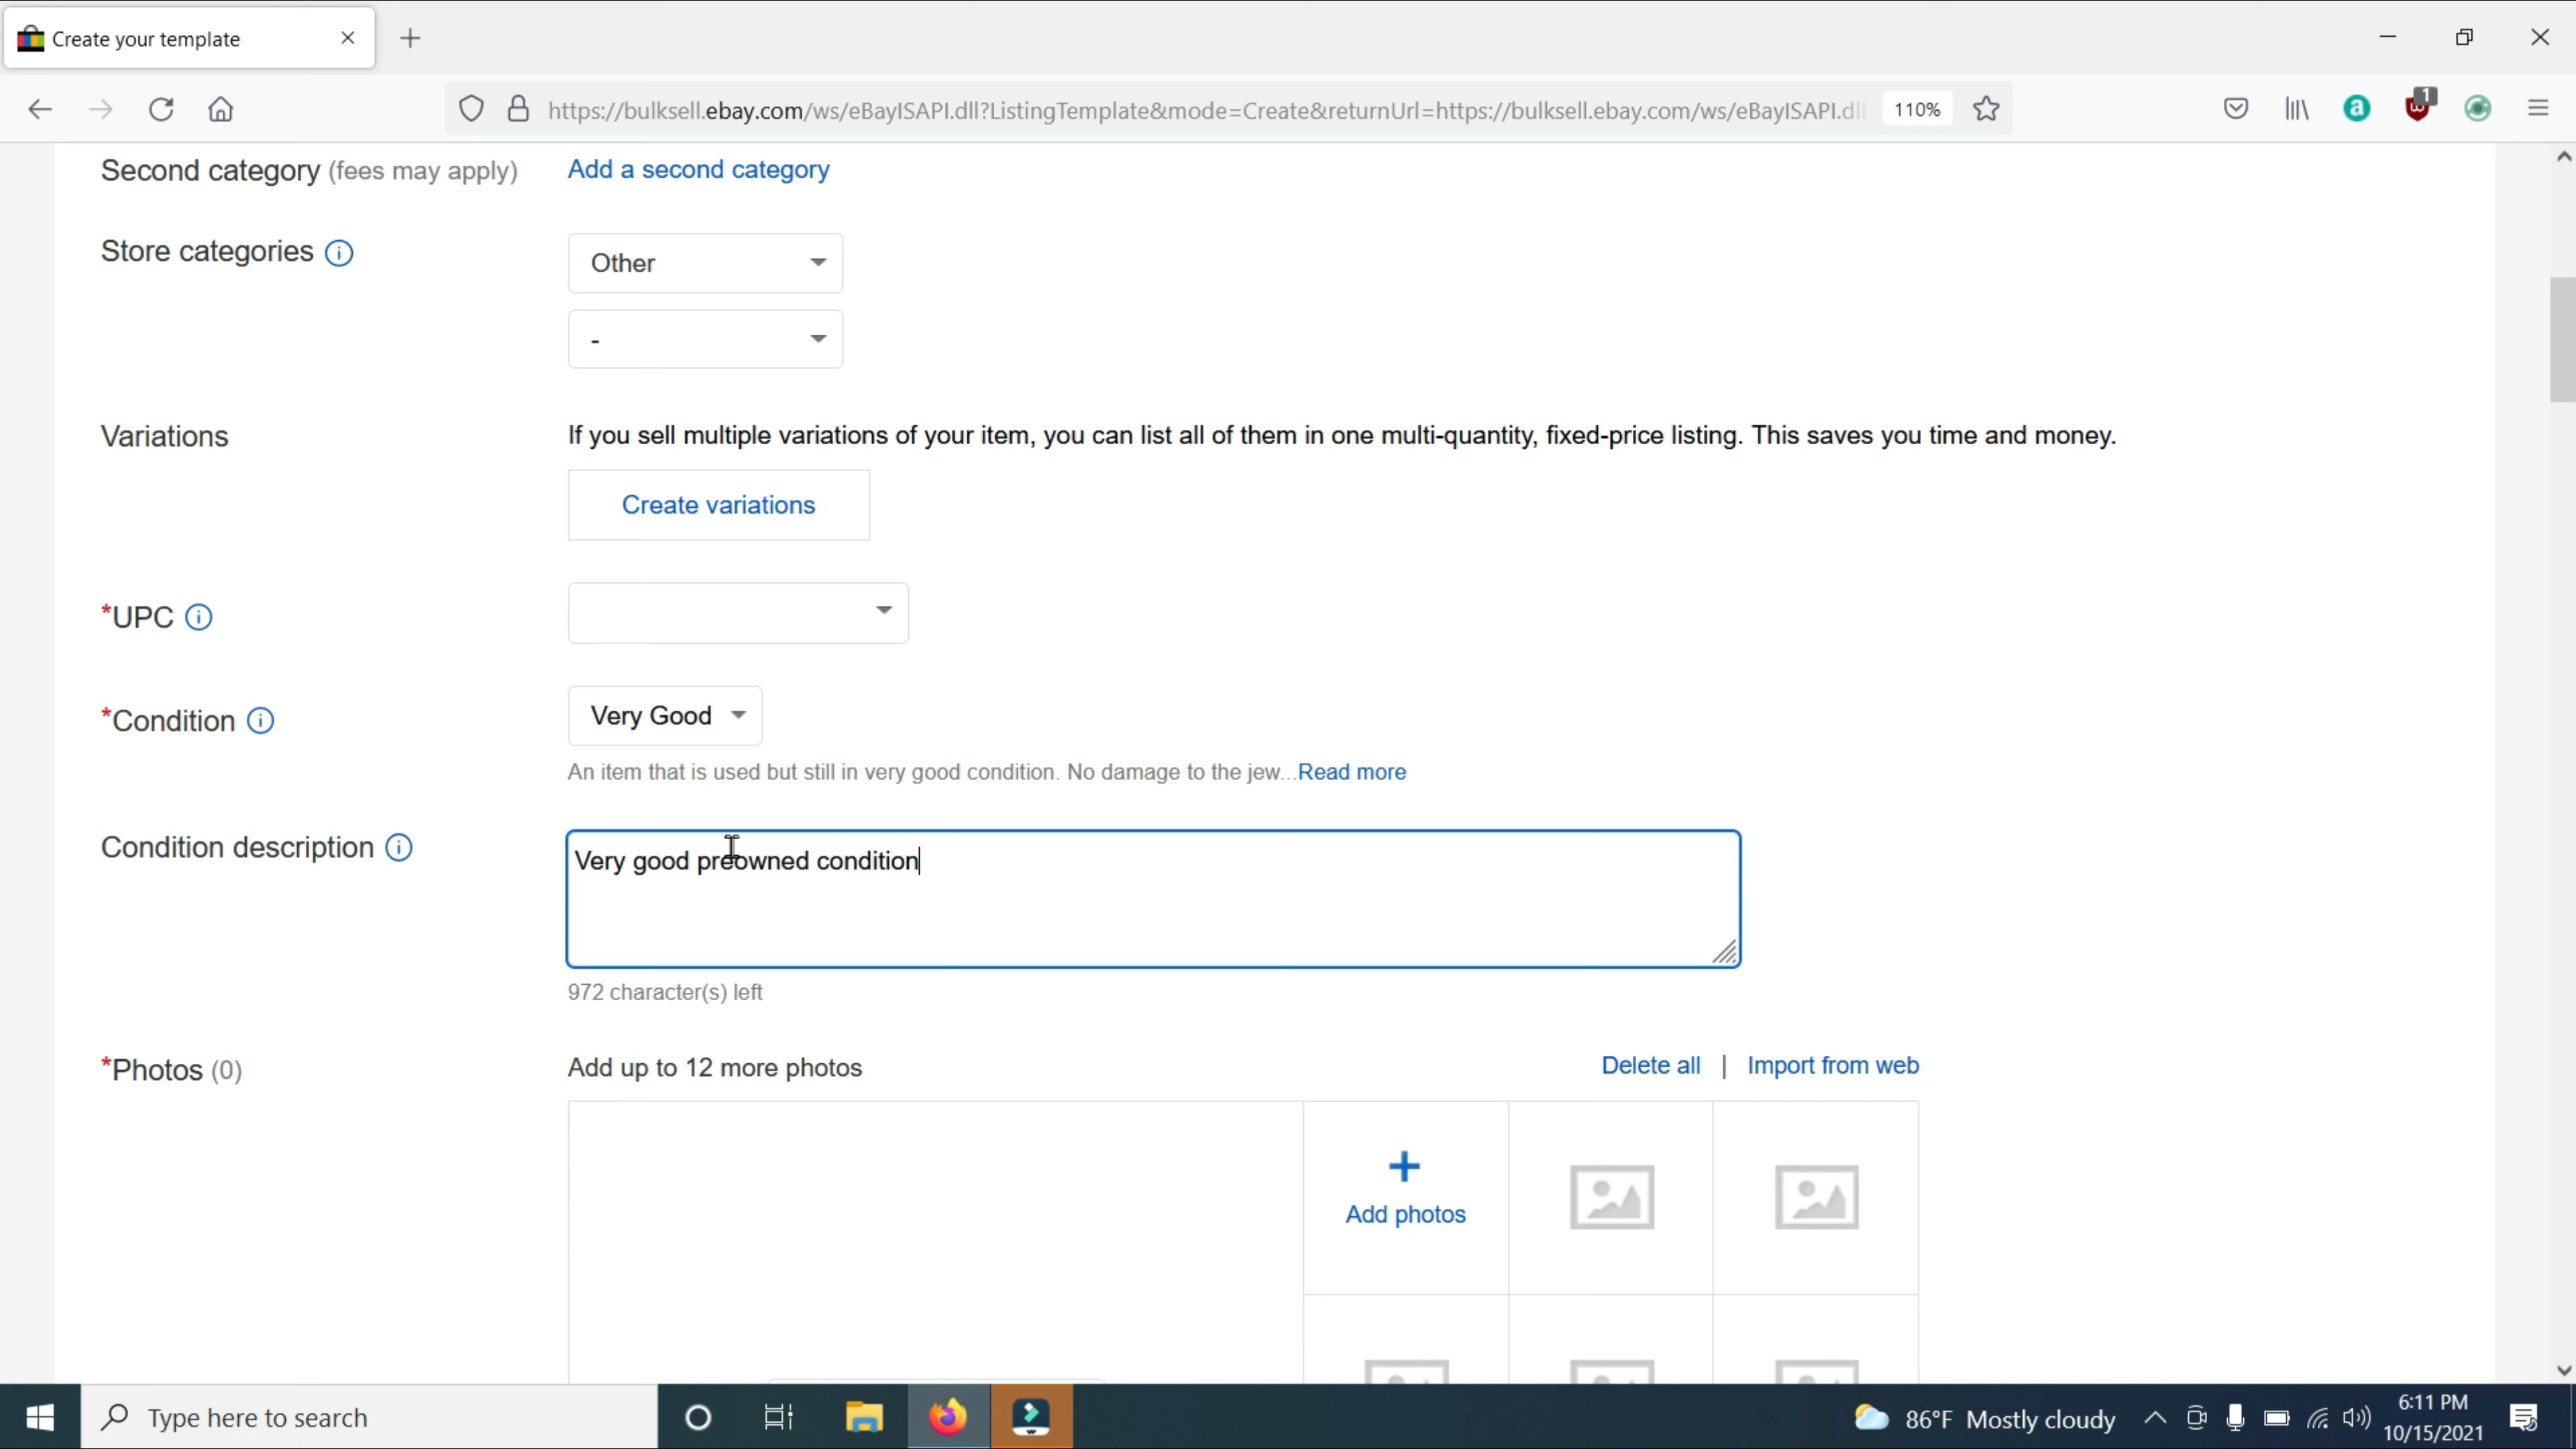 Create your template
https://bulksell.ebay.com/ws/eBayISAPI.dll?ListingTemplate&mode=Create&returnUrl=https://bulksell.ebay.com/ws/eBayISAPI.dll
110%
a
1
Second category (fees may apply)
Add a second category
Store categories
Other
-
Variations
If you sell multiple variations of your item, you can list all of them in one multi-quantity, fixed-price listing. This saves you time and money.
Create variations
*UPC
*Condition
Very Good
An item that is used but still in very good condition. No damage to the jew...Read more
Condition description
Very good preowned condition
972 character(s) left
*Photos (0)
Add up to 12 more photos
Delete all | Import from web
Add photos
Type here to search
86°F Mostly cloudy
6:11 PM
10/15/2021